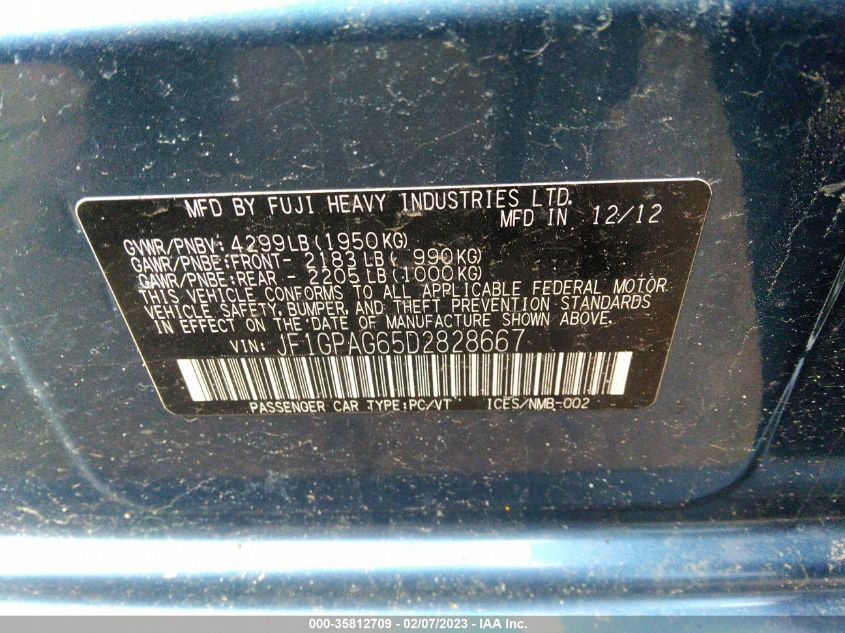 MFD BY FUJI HEAVY INDUSTRIES LTD.
MFD IN 12/12
GVWR/PNBV: 4299LB(1950KG)
GAWR/PNBE:FRONT- 2183LB( 990KG)
GAWR/PNBE:REAR - 2205LB(1000KG)
THIS VEHICLE CONFORMS TO ALL APPLICABLE FEDERAL MOTOR
VEHICLE SAFETY, BUMPER, AND THEFT PREVENTION STANDARDS
IN EFFECT ON THE DATE OF MANUFACTURE SHOWN ABOVE.
VIN: JF1GPAG65D2828667
PASSENGER CAR TYPE:PC/VT ICES/NMB-002
000-35812709 - 02/07/2023 - IAA Inc.